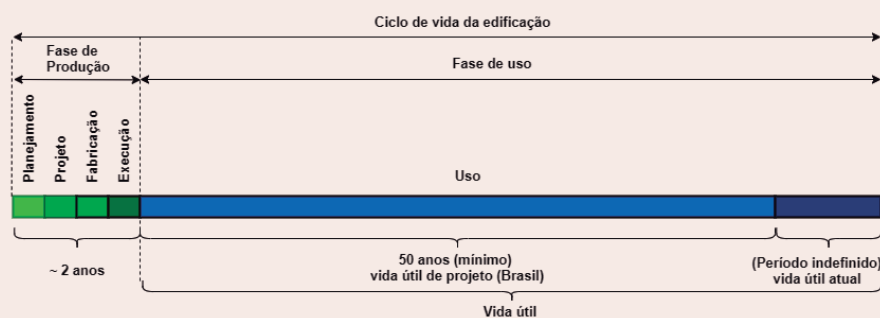 Ciclo de vida da edificação
Fase de
Produção
Fase de uso
Planejamento
Projeto
Fabricação
Execução
Uso
~ 2 anos
50 anos (mínimo)
vida útil de projeto (Brasil)
(Período indefinido)
vida útil atual
Vida útil